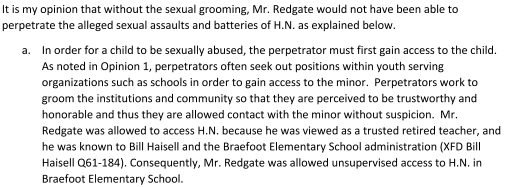 It is my opinion that without the sexual grooming, Mr. Redgate would not have been able to
perpetrate the alleged sexual assaults and batteries of H.N. as explained below.
a. In order for a child to be sexually abused, the perpetrator must first gain access to the child.
As noted in Opinion 1, perpetrators often seek out positions within youth serving
organizations such as schools in order to gain access to the minor. Perpetrators work to
groom the institutions and community so that they are perceived to be trustworthy and
honorable and thus they are allowed contact with the minor without suspicion. Mr.
Redgate was allowed to access H.N. because he was viewed as a trusted retired teacher, and
he was known to Bill Haisell and the Braefoot Elementary School administration (XFD Bill
Haisell Q61-184). Consequently, Mr. Redgate was allowed unsupervised access to H.N. in
Braefoot Elementary School.